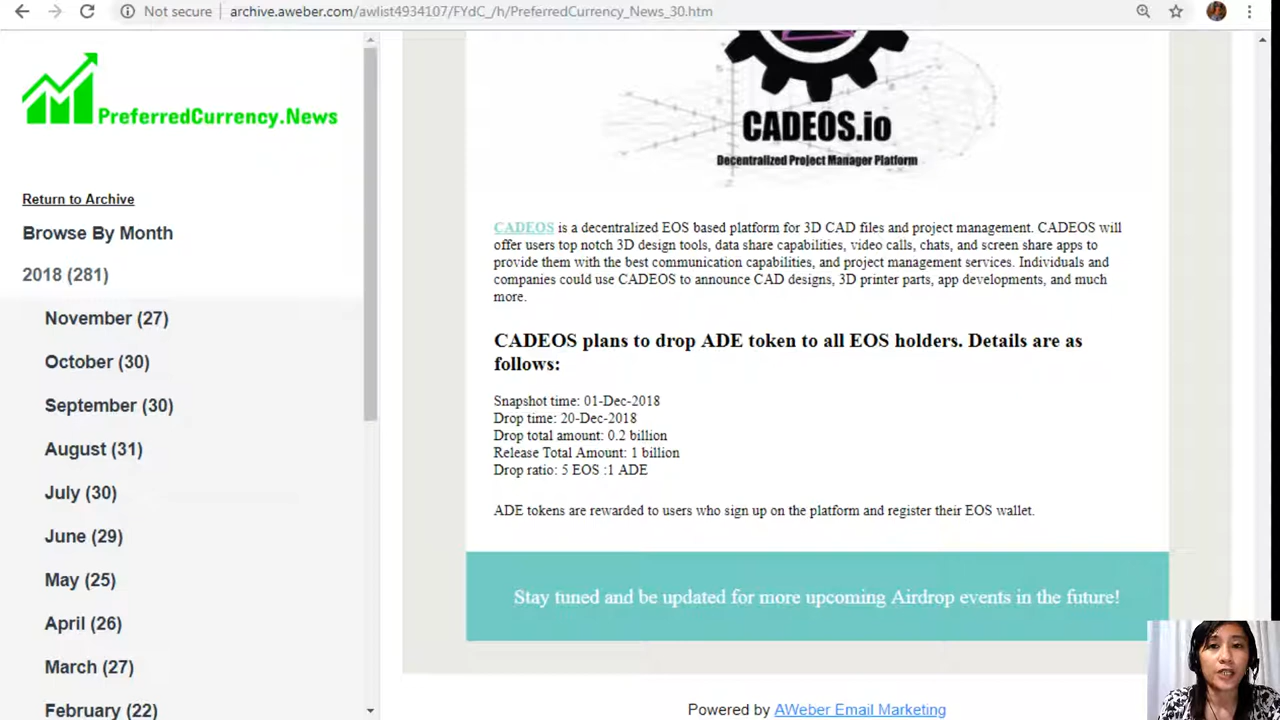 Not secure
archive.aweber.com/awlist4934107/FYdC_/h/PreferredCurrency_News_30.htm
PreferredCurrency.News
Return to Archive
Browse By Month
2018 (281)
November (27)
October (30)
September (30)
August (31)
July (30)
June (29)
May (25)
April (26)
March (27)
February (22)
CADEOS.io
Decentralized Project Manager Platform
CADEOS is a decentralized EOS based platform for 3D CAD files and project management. CADEOS will
offer users top notch 3D design tools, data share capabilities, video calls, chats, and screen share apps to
provide them with the best communication capabilities, and project management services. Individuals and
companies could use CADEOS to announce CAD designs, 3D printer parts, app developments, and much
more.
CADEOS plans to drop ADE token to all EOS holders. Details are as
follows:
Snapshot time: 01-Dec-2018
Drop time: 20-Dec-2018
Drop total amount: 0.2 billion
Release Total Amount: 1 billion
Drop ratio: 5 EOS :1 ADE
ADE tokens are rewarded to users who sign up on the platform and register their EOS wallet.
Stay tuned and be updated for more upcoming Airdrop events in the future!
Powered by AWeber Email Marketing